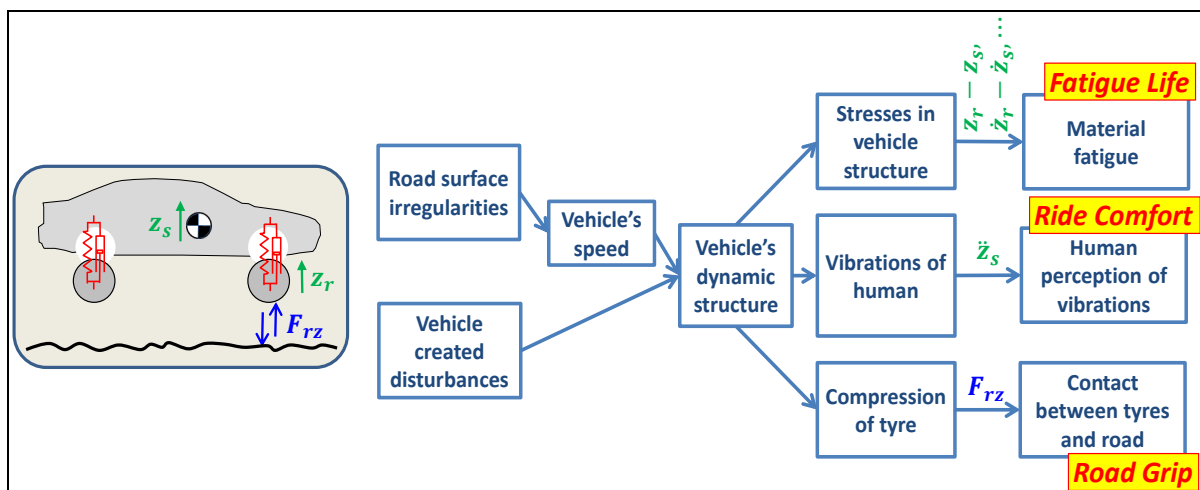 z_s
z_r
F_rz
Road surface
irregularities
Vehicle
created
disturbances
Vehicle's
speed
Vehicle's
dynamic
structure
Stresses in
vehicle
structure
z_r − z_s,
ż_r − ż_s, …
Fatigue Life
Material
fatigue
Vibrations of
human
z̈_s
Ride Comfort
Human
perception of
vibrations
Compression
of tyre
F_rz
Contact
between tyres
and road
Road Grip